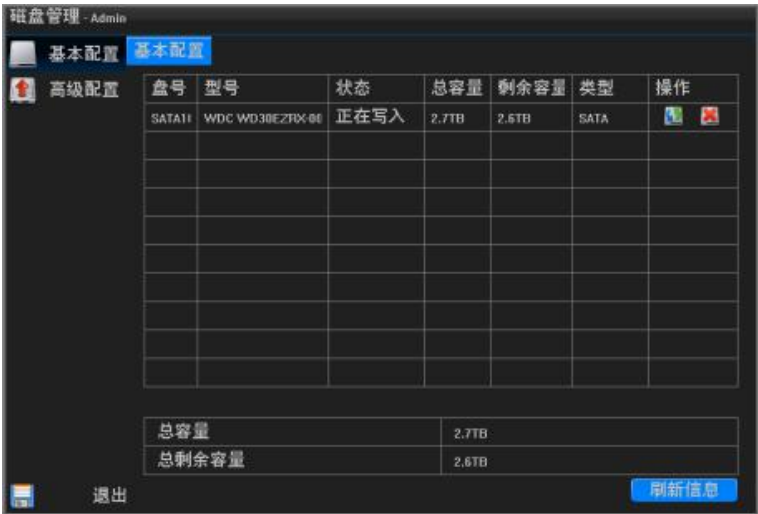 磁盘管理 - Admin
基本配置 基本配置
高级配置
盘号 型号 状态 总容量 剩余容量 类型 操作
WDC WD30EZRX-00 正在写入 2.7TB 2.6TB SATA
总容量 2.7TB
总剩余容量 2.6TB
退出 刷新信息